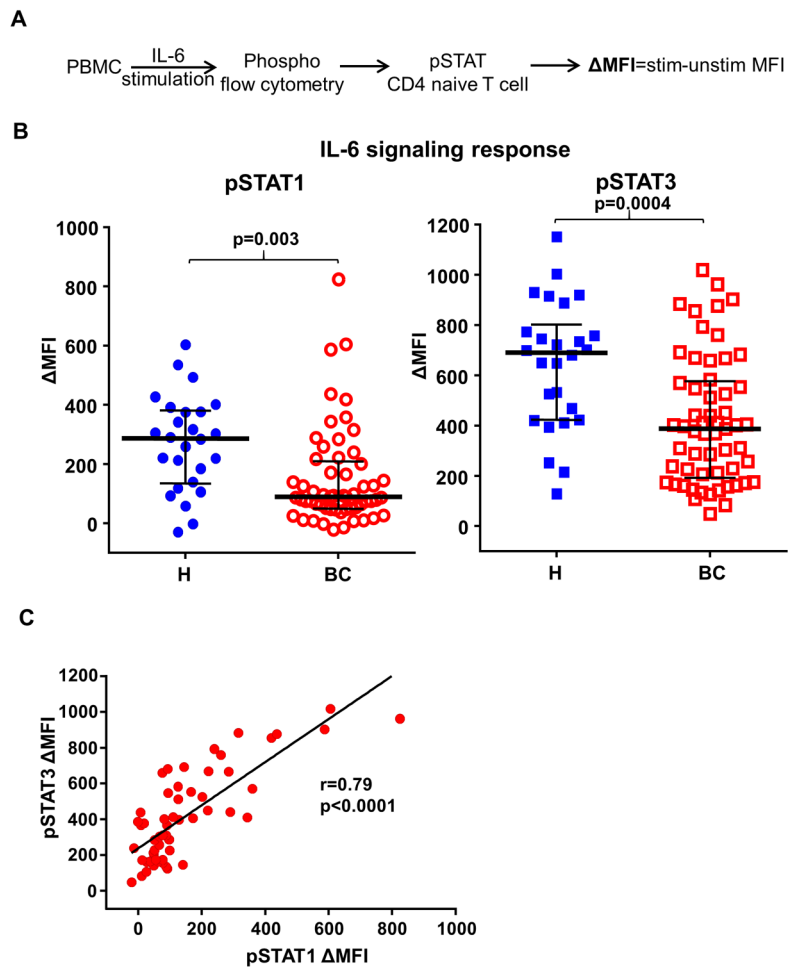 A
PBMC
IL-6
stimulation
Phospho
flow cytometry
pSTAT
CD4 naive T cell
ΔMFI=stim-unstim MFI
B
IL-6 signaling response
pSTAT1
p=0.003
ΔMFI
1000
800
600
400
200
0
H
BC
pSTAT3
p=0.0004
ΔMFI
1200
1000
800
600
400
200
0
H
BC
C
pSTAT3 ΔMFI
1200
1000
800
600
400
200
0
r=0.79
p<0.0001
0
200
400
600
800
1000
pSTAT1 ΔMFI